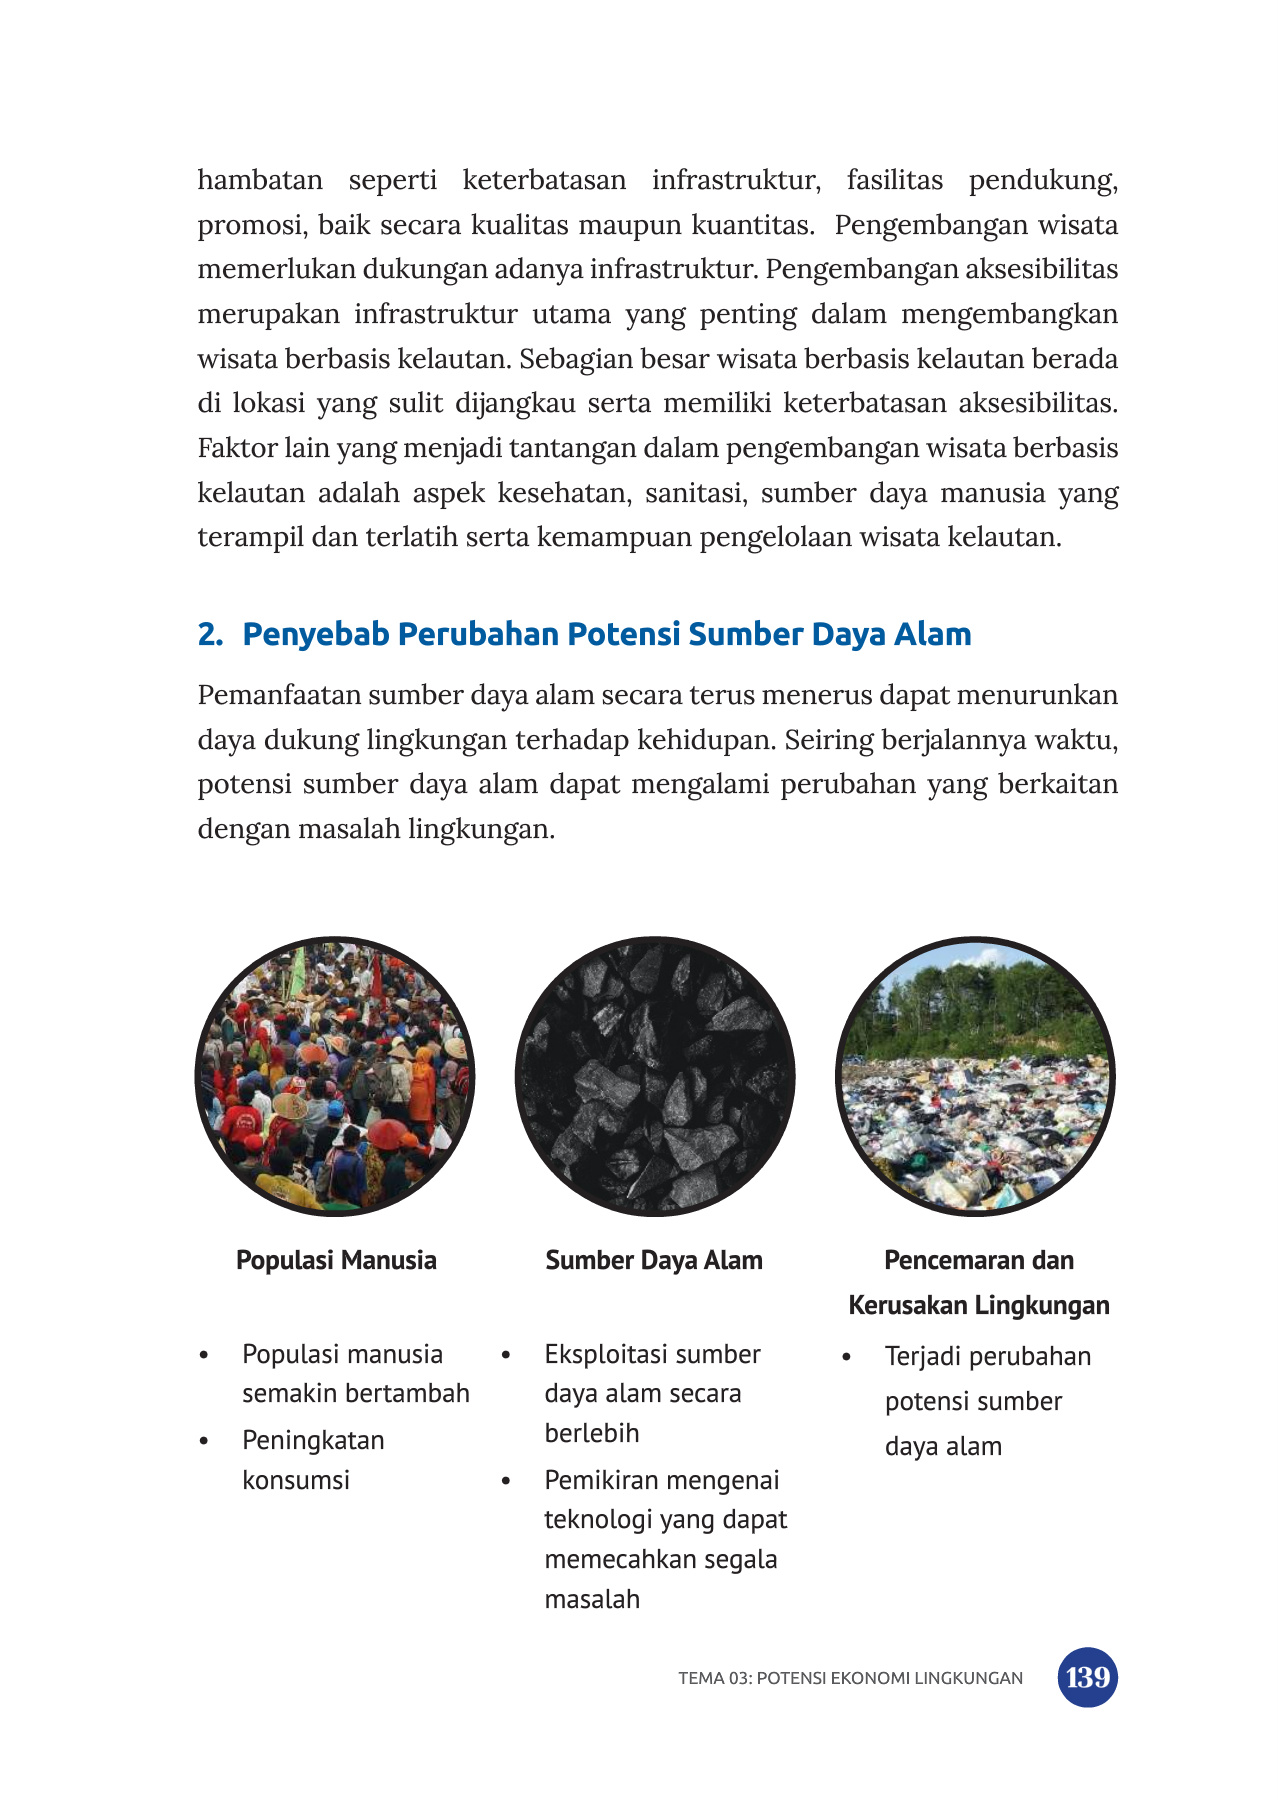 hambatan seperti keterbatasan infrastruktur, fasilitas pendukung,
promosi, baik secara kualitas maupun kuantitas. Pengembangan wisata
memerlukan dukungan adanya infrastruktur. Pengembangan aksesibilitas
merupakan infrastruktur utama yang penting dalam mengembangkan
wisata berbasis kelautan. Sebagian besar wisata berbasis kelautan berada
di lokasi yang sulit dijangkau serta memiliki keterbatasan aksesibilitas.
Faktor lain yang menjadi tantangan dalam pengembangan wisata berbasis
kelautan adalah aspek kesehatan, sanitasi, sumber daya manusia yang
terampil dan terlatih serta kemampuan pengelolaan wisata kelautan.
2. Penyebab Perubahan Potensi Sumber Daya Alam
Pemanfaatan sumber daya alam secara terus menerus dapat menurunkan
daya dukung lingkungan terhadap kehidupan. Seiring berjalannya waktu,
potensi sumber daya alam dapat mengalami perubahan yang berkaitan
dengan masalah lingkungan.
Populasi Manusia
• Populasi manusia
semakin bertambah
• Peningkatan
konsumsi
Sumber Daya Alam
• Eksploitasi sumber
daya alam secara
berlebih
• Pemikiran mengenai
teknologi yang dapat
memecahkan segala
masalah
Pencemaran dan
Kerusakan Lingkungan
• Terjadi perubahan
potensi sumber
daya alam
TEMA 03: POTENSI EKONOMI LINGKUNGAN
139